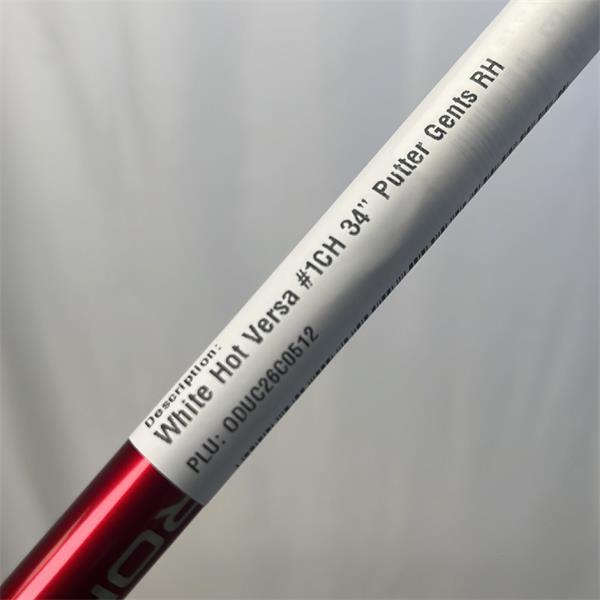 Description:
White Hot Versa #1CH 34" Putter Gents RH
PLU: ODUC26C0512